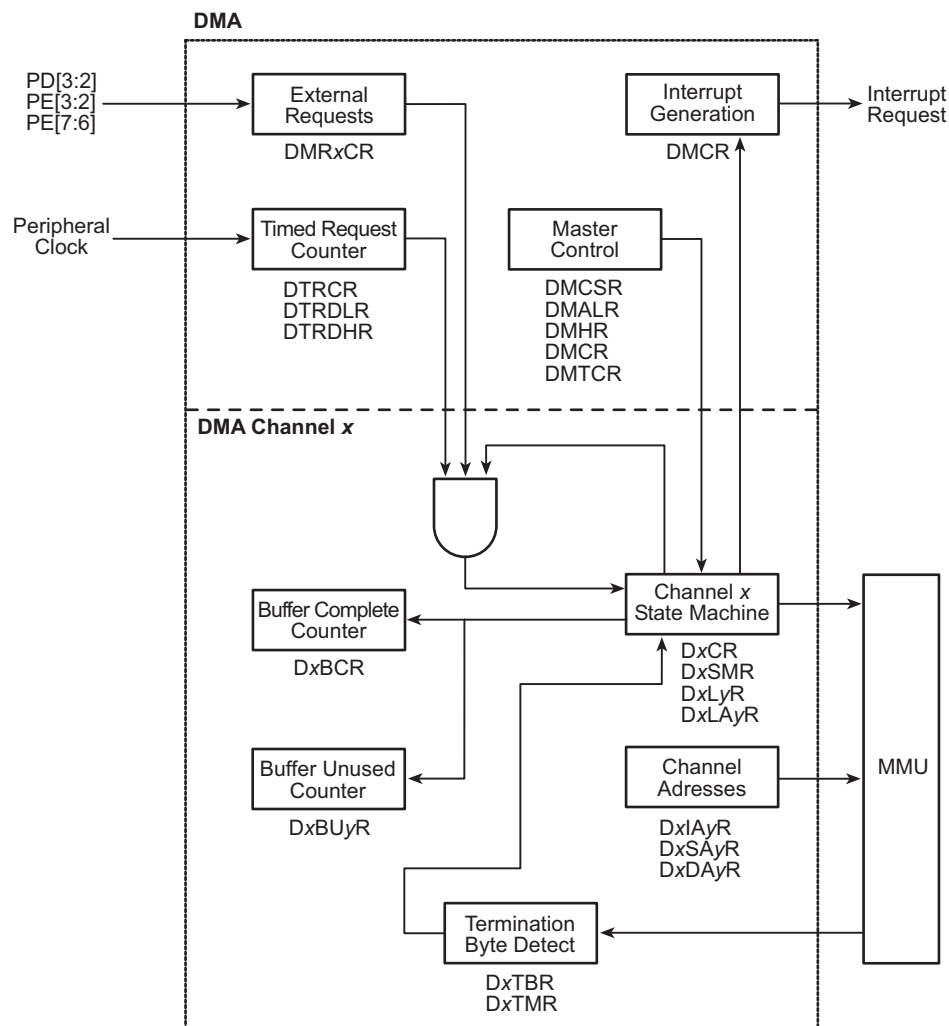 DMA
PD[3:2]
PE[3:2]
PE[7:6]
External
Requests
DMRxCR
Interrupt
Generation
DMCR
Interrupt
Request
Peripheral
Clock
Timed Request
Counter
DTRCR
DTRDLR
DTRDHR
Master
Control
DMCSR
DMALR
DMHR
DMCR
DMTCR
DMA Channel x
Channel x
State Machine
DxCR
DxSMR
DxLyR
DxLAyR
Buffer Complete
Counter
DxBCR
Buffer Unused
Counter
DxBUyR
Channel
Adresses
DxIAyR
DxSAyR
DxDAyR
MMU
Termination
Byte Detect
DxTBR
DxTMR